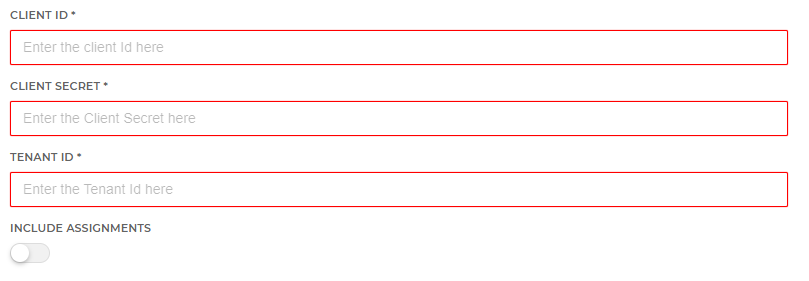 CLIENT ID *
Enter the client Id here
CLIENT SECRET *
Enter the Client Secret here
TENANT ID *
Enter the Tenant Id here
INCLUDE ASSIGNMENTS